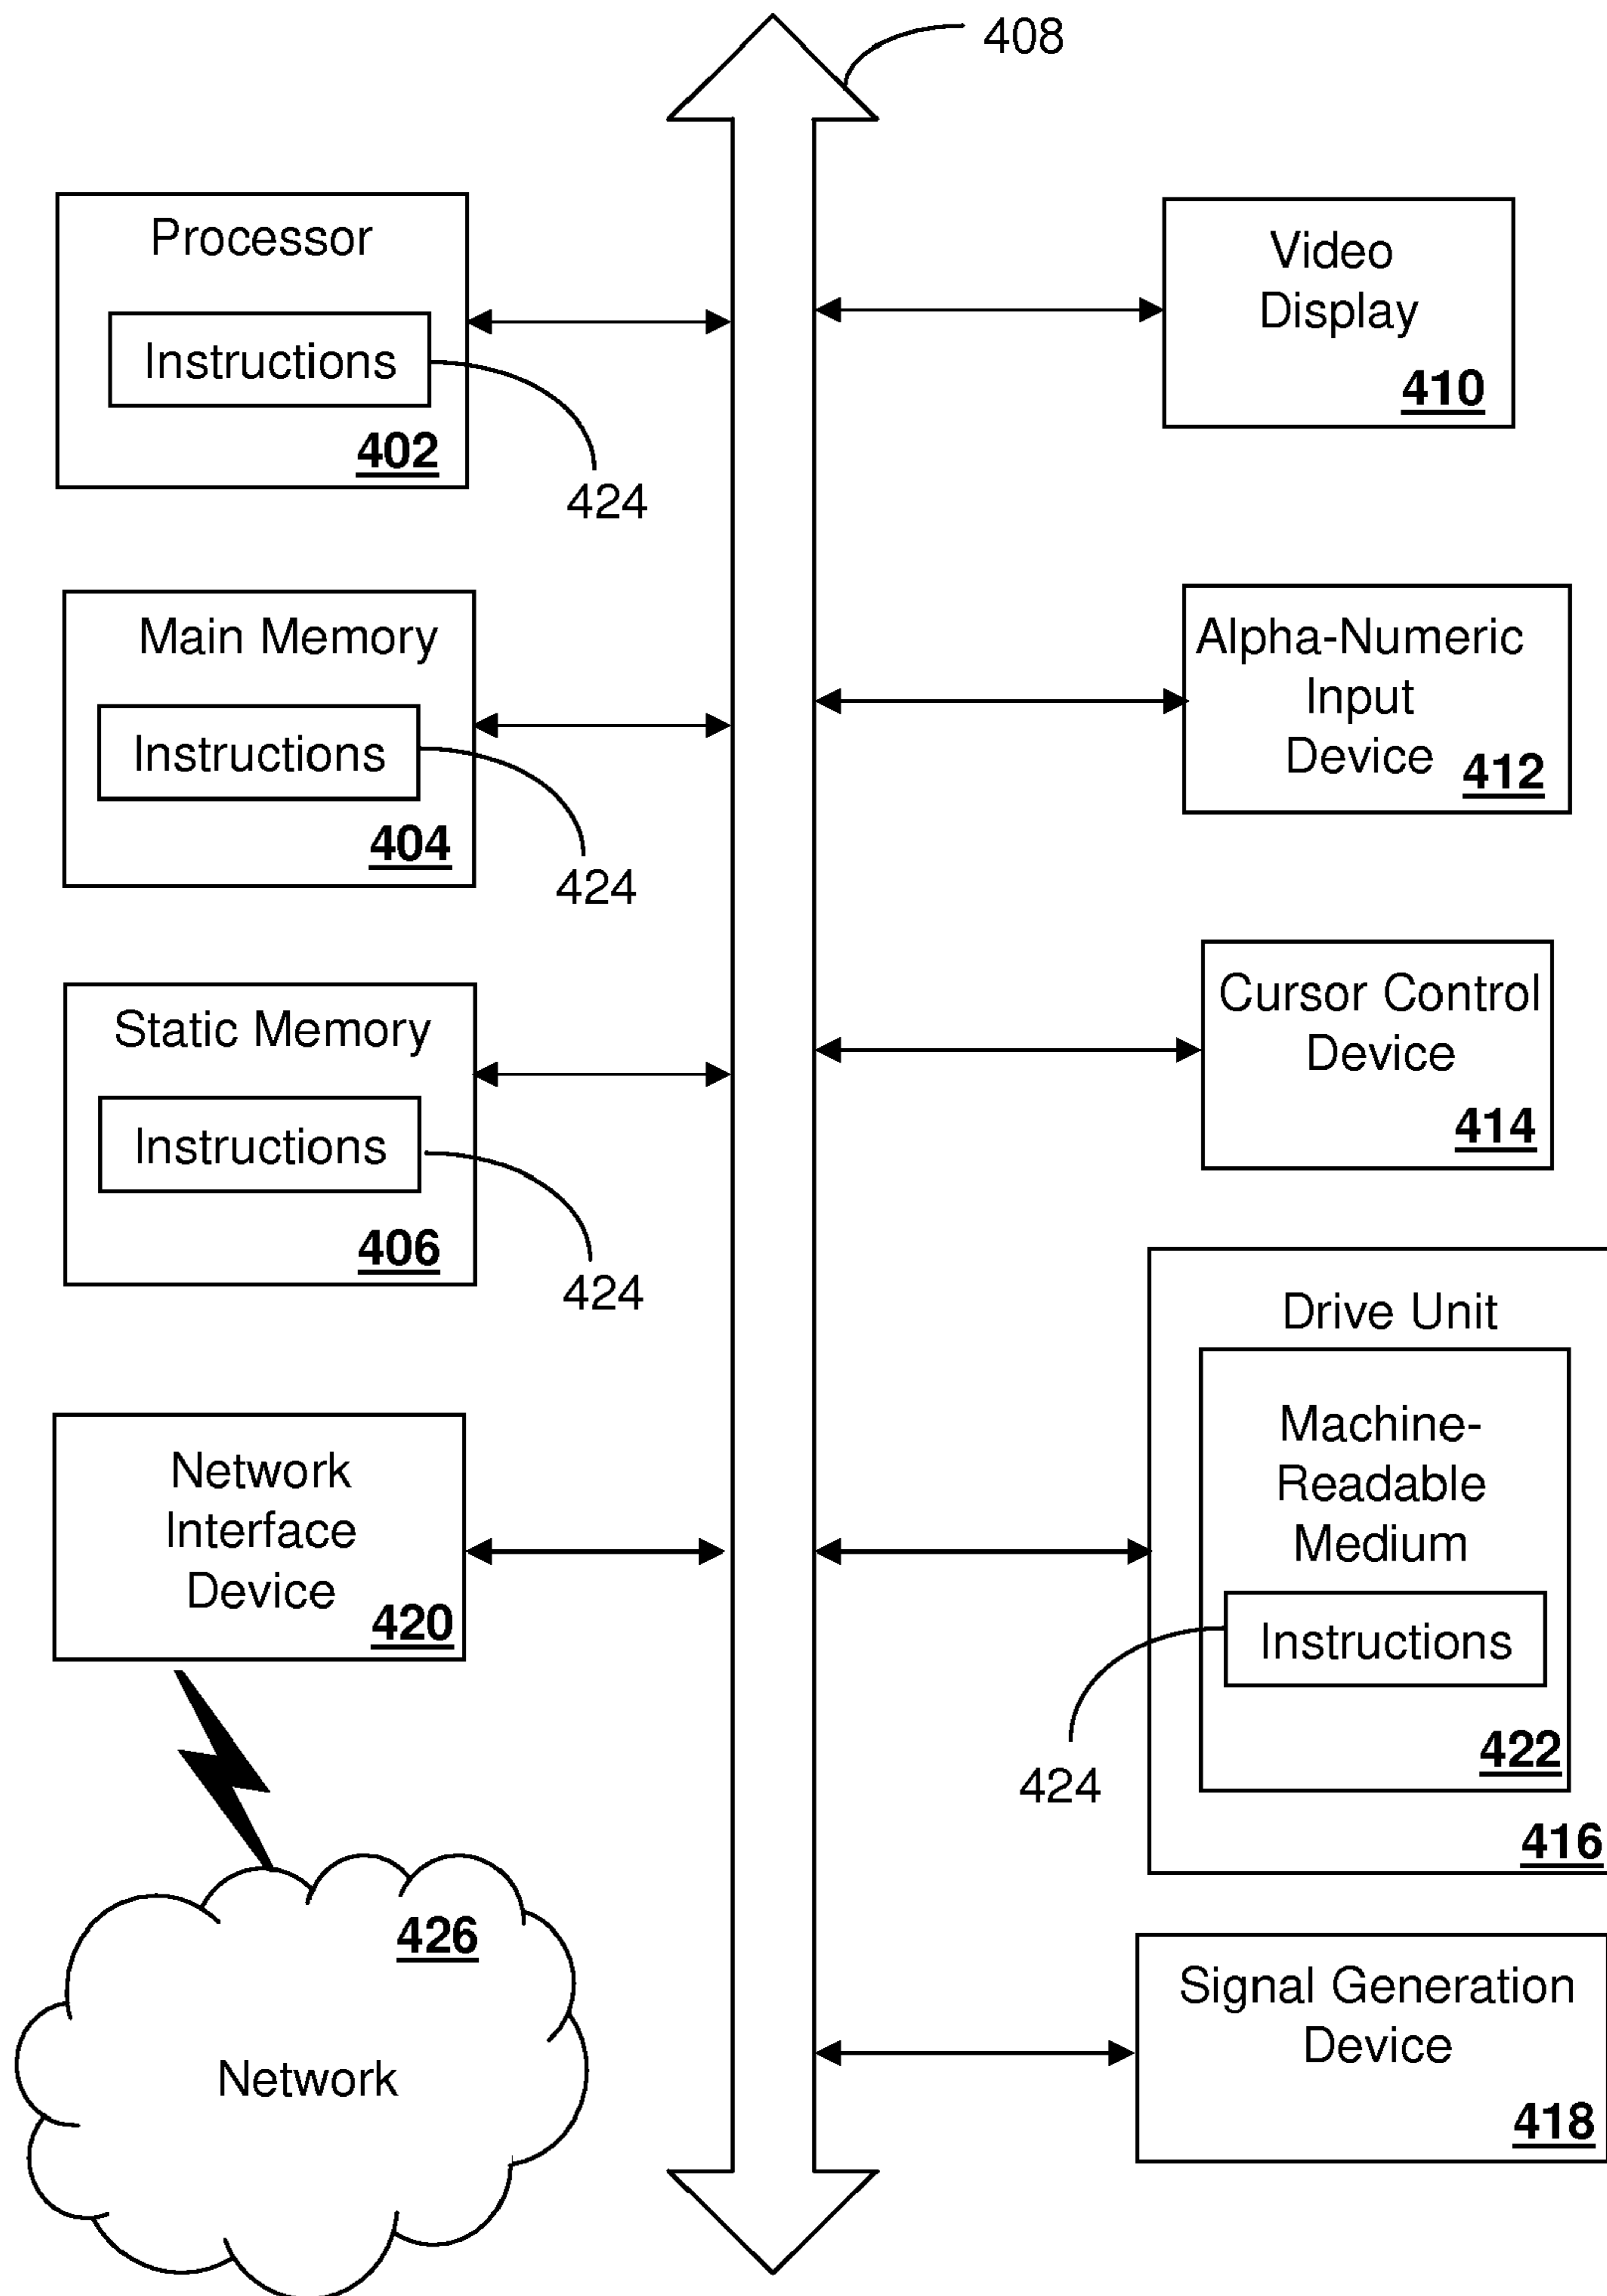 408
Processor
Instructions
402
424
Main Memory
Instructions
404
424
Static Memory
Instructions
406
424
Network
Interface
Device
420
426
Network
Video
Display
410
Alpha-Numeric
Input
Device
412
Cursor Control
Device
414
Drive Unit
Machine-
Readable
Medium
Instructions
422
424
416
Signal Generation
Device
418